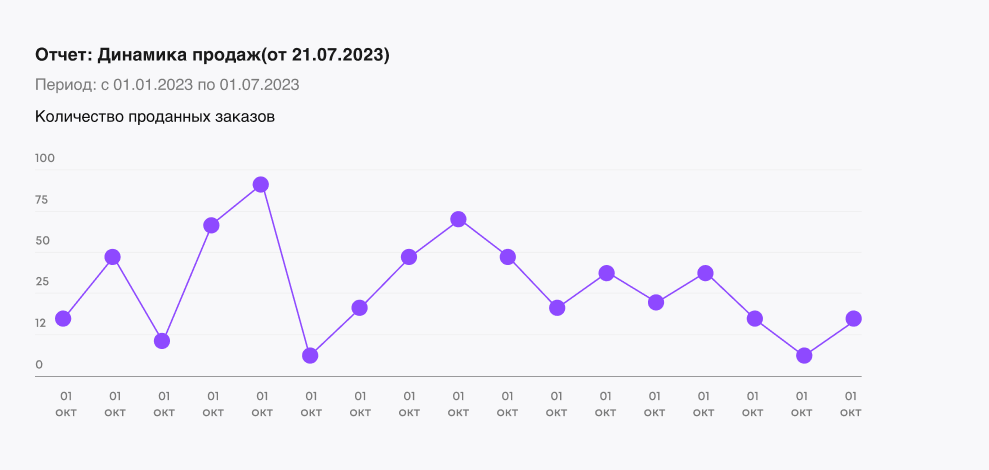 Отчет: Динамика продаж(от 21.07.2023)
Период: с 01.01.2023 по 01.07.2023
Количество проданных заказов
100
75
50
25
12
0
01 01 01 01 01 01 01 01 01 01 01 01 01 01 01 01 01
окт окт окт окт окт окт окт окт окт окт окт окт окт окт окт окт окт